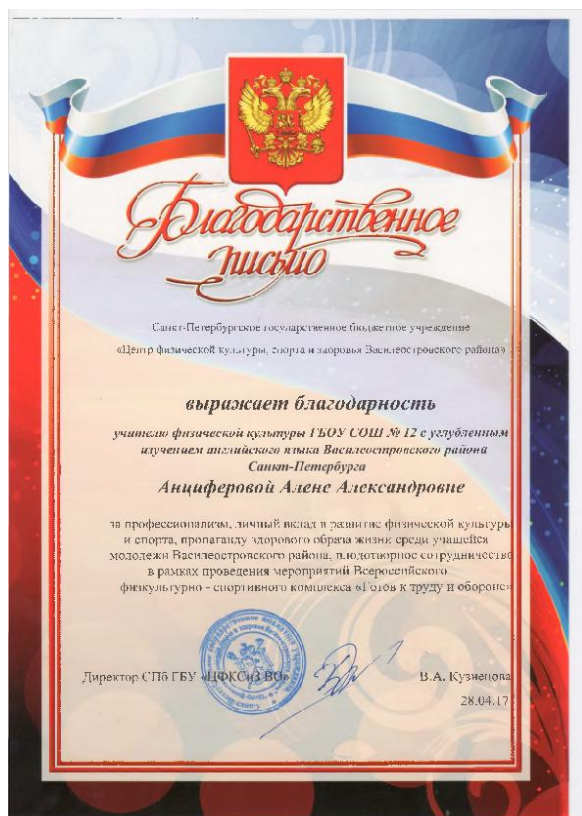 Благодарственное
письмо
Санкт-Петербургское государственное бюджетное учреждение
«Центр физической культуры, спорта и здоровья Василеостровского района»
выражает благодарность
учителю физической культуры ГБОУ СОШ № 12 с углубленным
изучением английского языка Василеостровского района
Санкт-Петербурга
Анциферовой Алене Александровне
за профессионализм, личный вклад в развитие физической культуры
и спорта, пропаганду здорового образа жизни среди учащейся
молодежи Василеостровского района, плодотворное сотрудничество
в рамках проведения мероприятий Всероссийского
физкультурно - спортивного комплекса «Готов к труду и обороне»
Директор СПб ГБУ «ЦФКСиЗ ВО»
В.А. Кузнецова
28.04.17